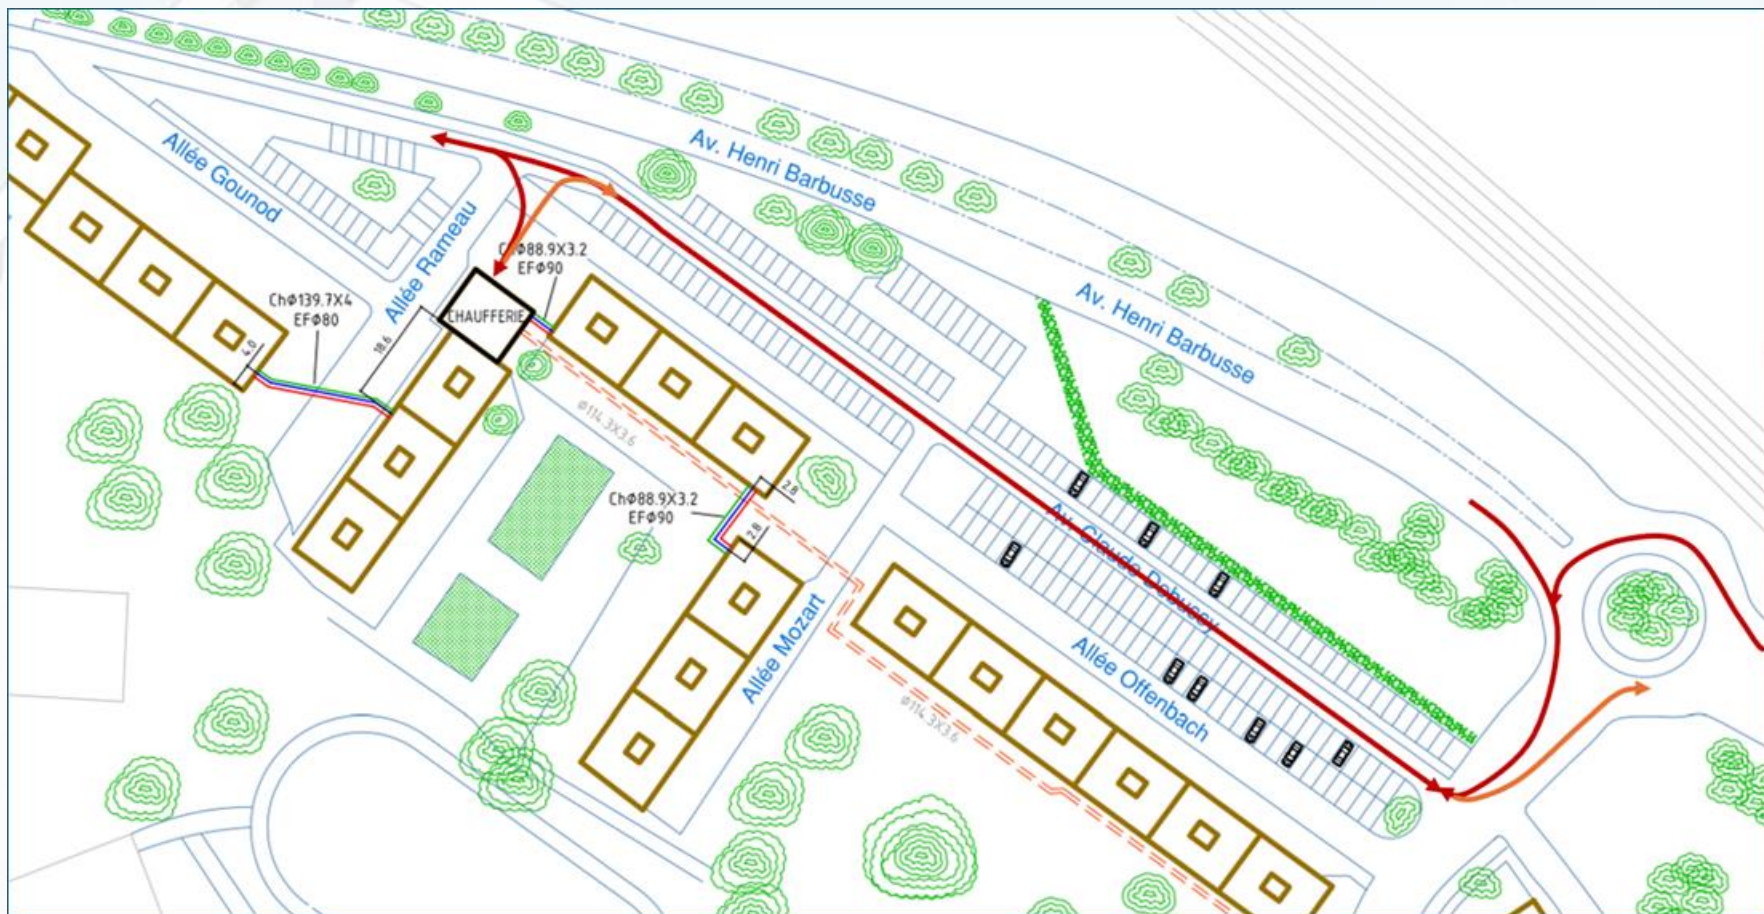 Av. Henri Barbusse
Allée Gounod
Allée Rameau
ChΦ88.9X3.2
EFΦ90
Av. Henri Barbusse
ChΦ139.7X4
EFΦ80
CHAUFFERIE
18.6
4.0
Φ114.3X3.6
ChΦ88.9X3.2
EFΦ90
2.8
2.8
Av. Claude Debussy
Allée Mozart
Allée Offenbach
Φ114.3X3.6